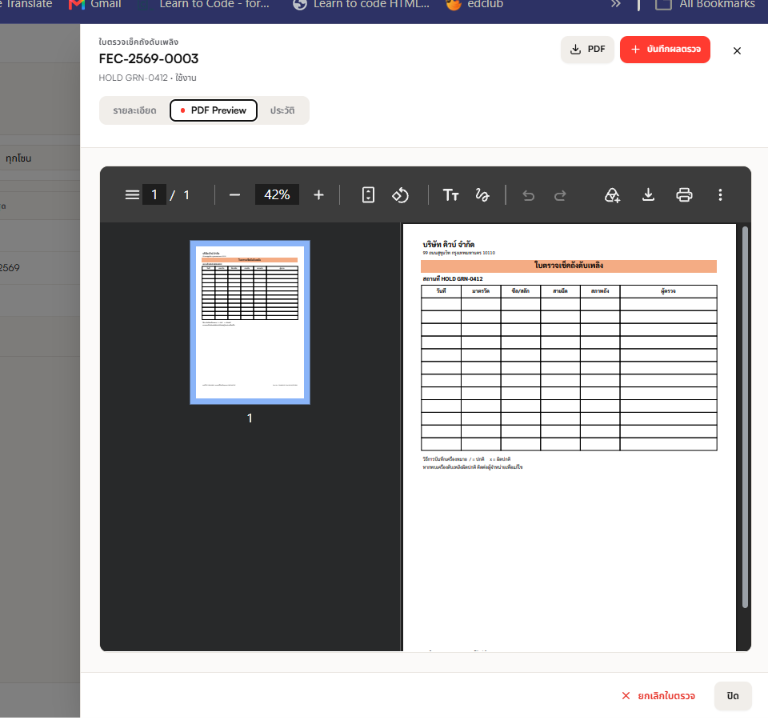 e Translate
Gmail
Learn to Code - for...
Learn to code HTML...
edclub
All Bookmarks
ใบตรวจเช็คถังดับเพลิง
FEC-2569-0003
HOLD GRN-0412 • ใช้งาน
PDF
+ บันทึกผลตรวจ
รายละเอียด
PDF Preview
ประวัติ
ทุกโซน
2569
1 / 1
42%
บริษัท คิวบ์ จำกัด
ใบตรวจเช็คถังดับเพลิง
สถานที่ HOLD GRN-0412
วันที่
มาตรวัด
ซีล/สลัก
สายฉีด
สภาพถัง
ผู้ตรวจ
1
ยกเลิกใบตรวจ
ปิด